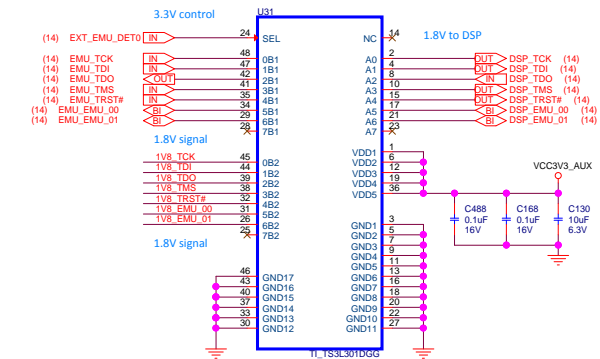 3.3V control
U31
(14) EXT_EMU_DET0 IN 24 SEL NC 14
1.8V to DSP
(14) EMU_TCK IN 48 0B1 A0 2 OUT DSP_TCK (14)
(14) EMU_TDI IN 47 1B1 A1 4 OUT DSP_TDI (14)
(14) EMU_TDO OUT 42 2B1 A2 8 IN DSP_TDO (14)
(14) EMU_TMS IN 41 3B1 A3 10 OUT DSP_TMS (14)
(14) EMU_TRST# IN 35 4B1 A4 15 OUT DSP_TRST# (14)
(14) EMU_EMU_00 BI 34 5B1 A5 17 BI DSP_EMU_00 (14)
(14) EMU_EMU_01 BI 29 6B1 A6 21 BI DSP_EMU_01 (14)
28 7B1 A7 23
1.8V signal
1V8_TCK 45 0B2 VDD1 1
1V8_TDI 44 1B2 VDD2 6
1V8_TDO 39 2B2 VDD3 12
1V8_TMS 38 3B2 VDD4 19
1V8_TRST# 32 4B2 VDD5 36
1V8_EMU_00 31 5B2
1V8_EMU_01 26 6B2
25 7B2
VCC3V3_AUX
C488 C168 C130
0.1uF 0.1uF 10uF
16V 16V 6.3V
1.8V signal
GND1 3
GND2 5
GND3 7
GND4 9
GND5 11
46 GND17 GND6 13
43 GND16 GND7 16
40 GND15 GND8 18
37 GND14 GND9 20
33 GND13 GND10 22
30 GND12 GND11 27
TI_TS3L301DGG